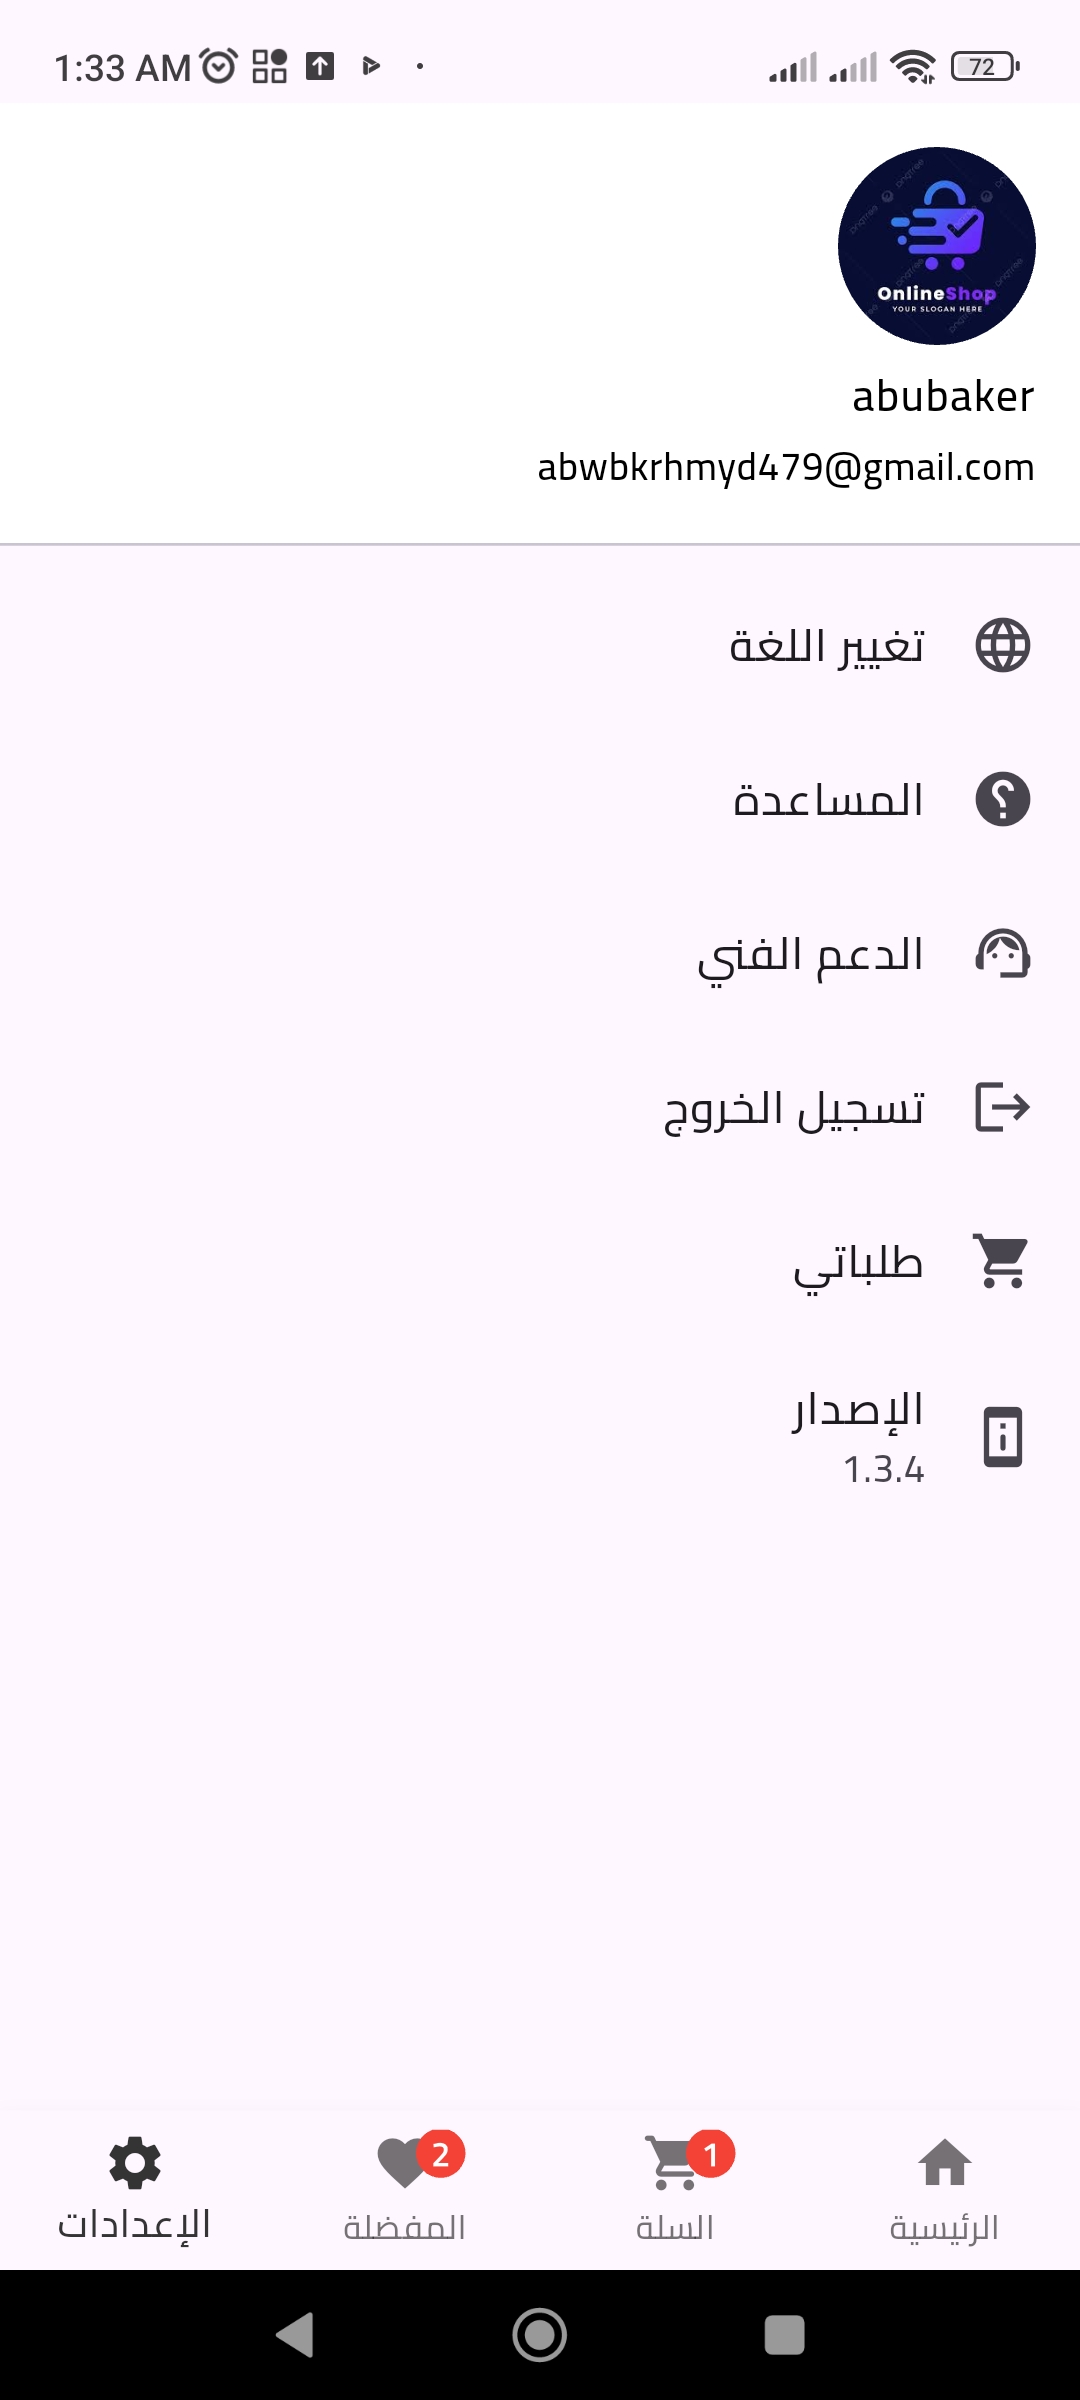 1:33 AM
72
OnlineShop
YOUR SLOGAN HERE
abubaker
abwbkrhmyd479@gmail.com
تغيير اللغة
المساعدة
الدعم الفني
تسجيل الخروج
طلباتي
الإصدار
1.3.4
الرئيسية
1
السلة
2
المفضلة
الإعدادات